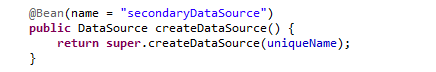 @Bean(name = "secondaryDataSource")
public DataSource createDataSource() {
    return super.createDataSource(uniqueName);
}